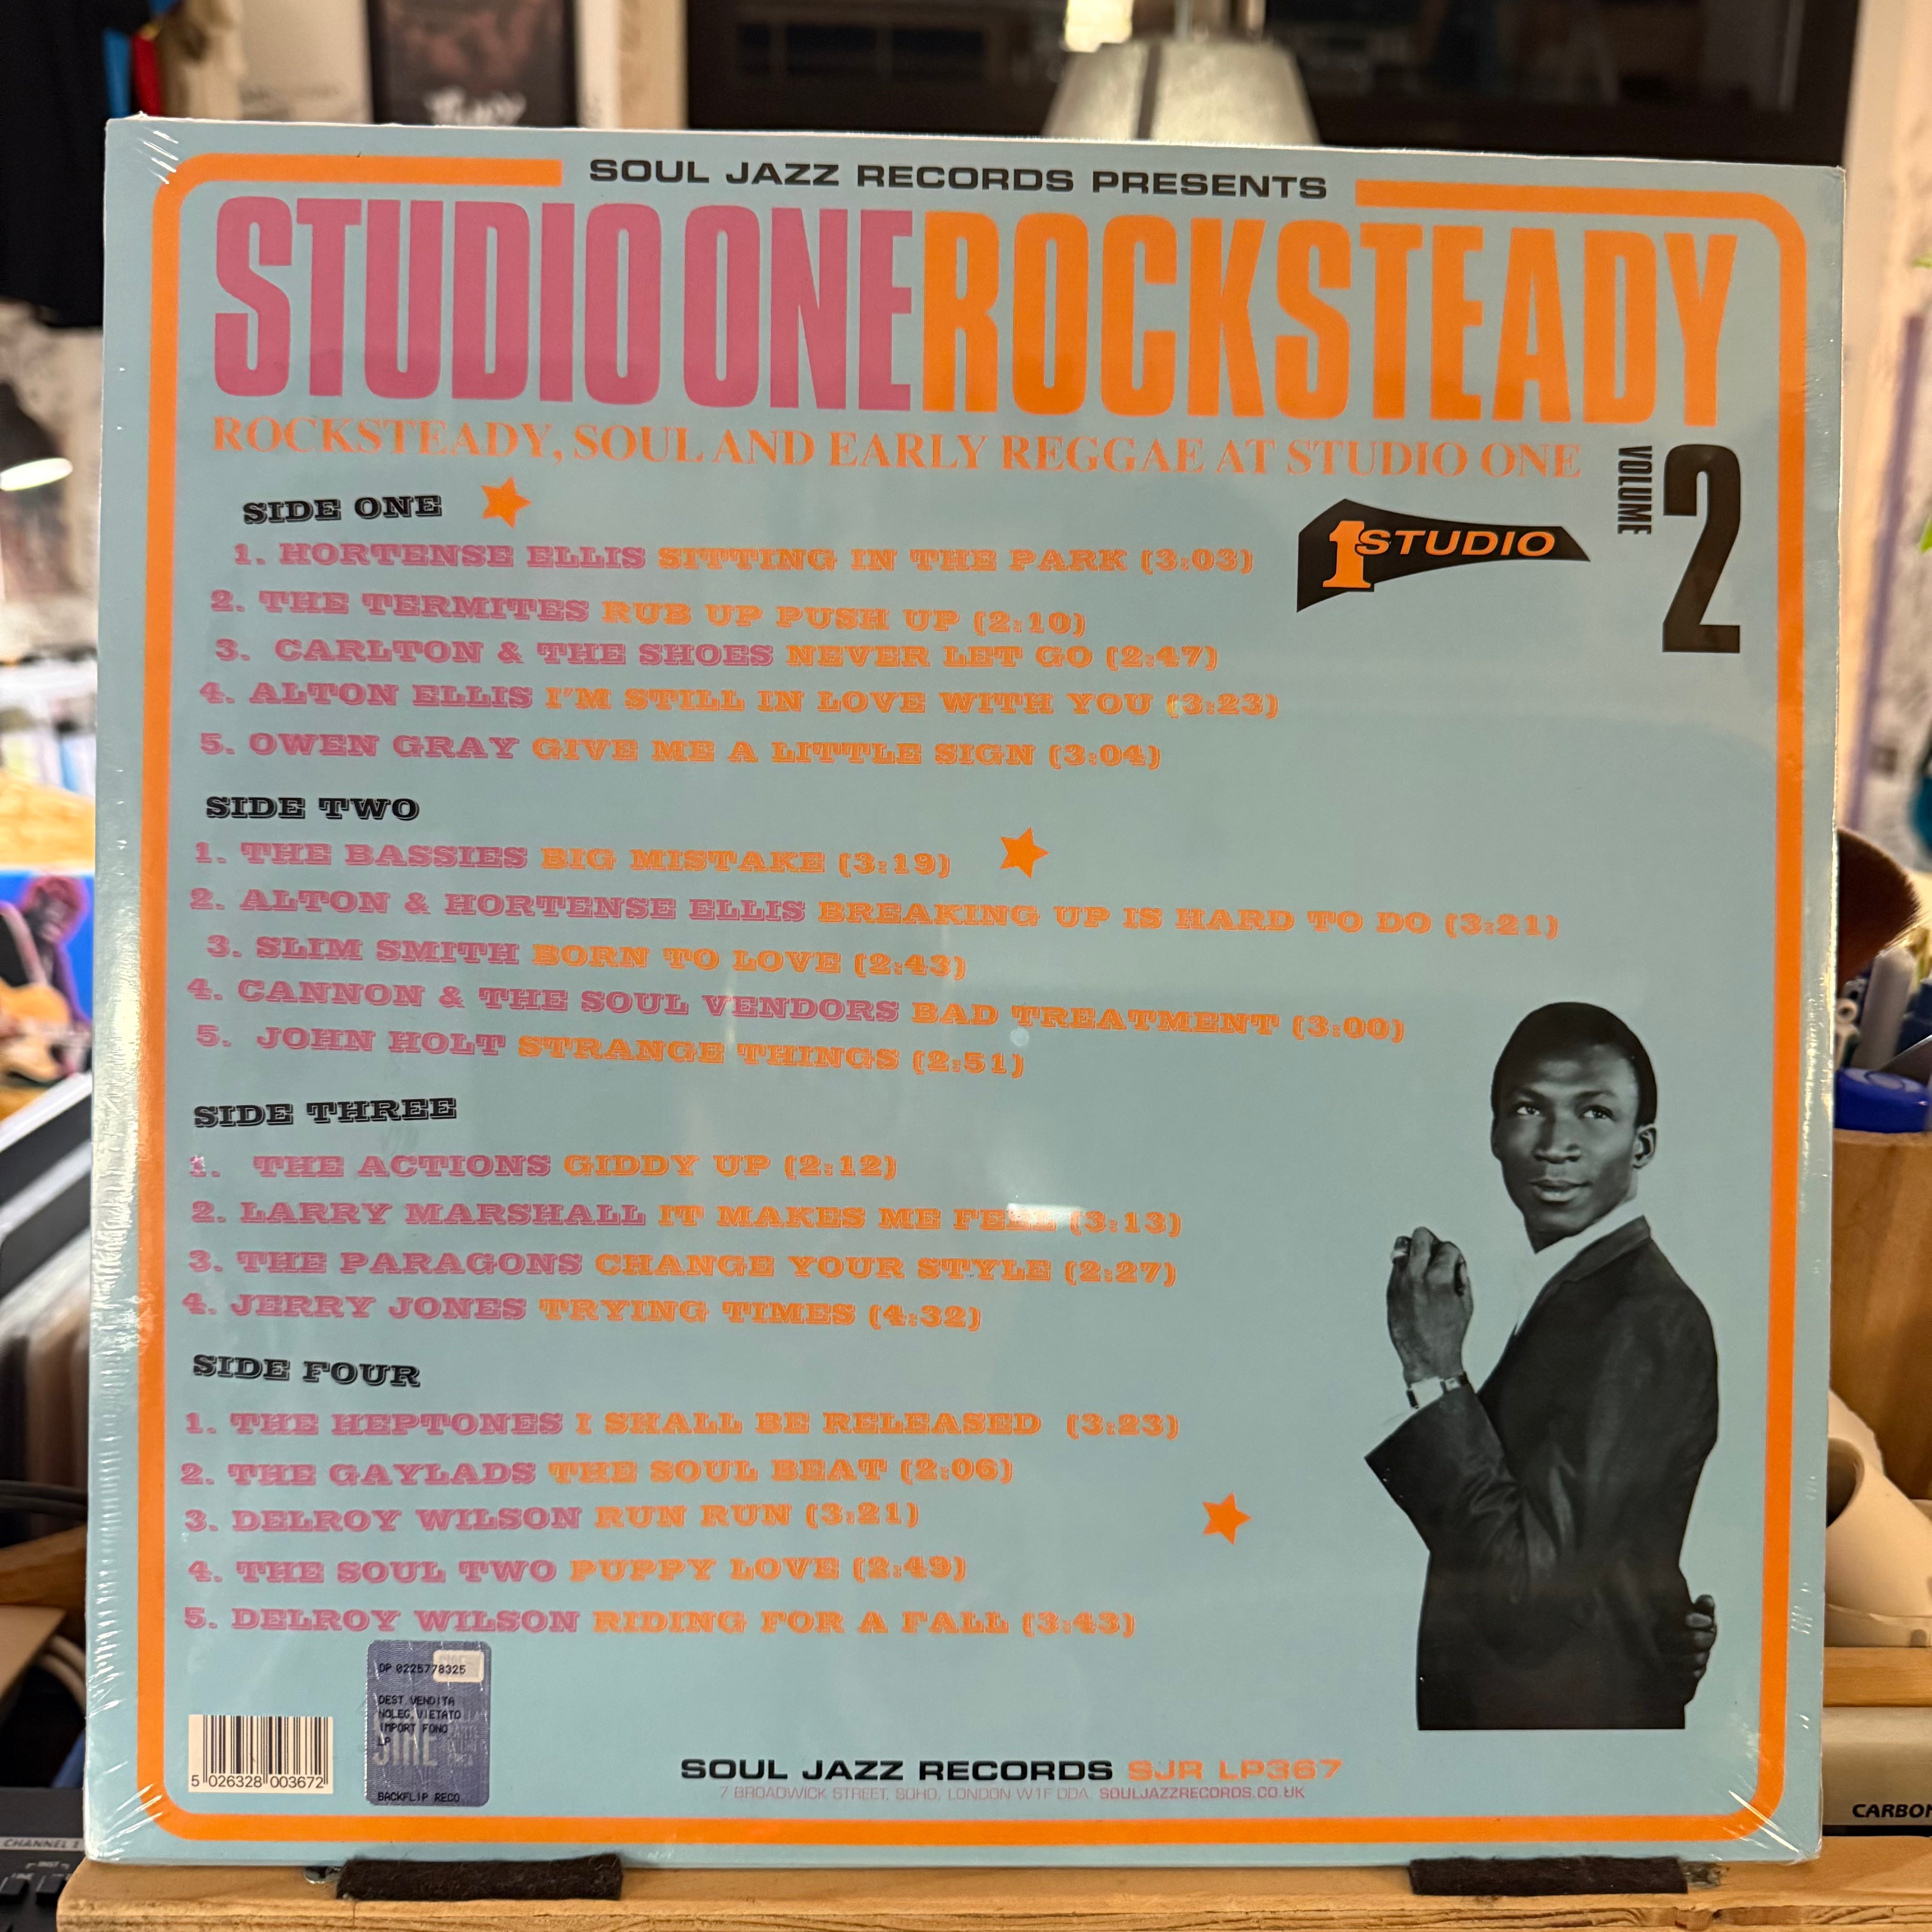 SOUL JAZZ RECORDS PRESENTS
STUDIO ONE ROCKSTEADY
ROCKSTEADY, SOUL AND EARLY REGGAE AT STUDIO ONE
VOLUME 2
1 STUDIO
SIDE ONE
1. HORTENSE ELLIS SITTING IN THE PARK (3:03)
2. THE TERMITES RUB UP PUSH UP (2:10)
3. CARLTON & THE SHOES NEVER LET GO (2:47)
4. ALTON ELLIS I'M STILL IN LOVE WITH YOU (3:23)
5. OWEN GRAY GIVE ME A LITTLE SIGN (3:04)
SIDE TWO
1. THE BASSIES BIG MISTAKE (3:19)
2. ALTON & HORTENSE ELLIS BREAKING UP IS HARD TO DO (3:21)
3. SLIM SMITH BORN TO LOVE (2:43)
4. CANNON & THE SOUL VENDORS BAD TREATMENT (3:00)
5. JOHN HOLT STRANGE THINGS (2:51)
SIDE THREE
1. THE ACTIONS GIDDY UP (2:12)
2. LARRY MARSHALL IT MAKES ME FEEL (3:13)
3. THE PARAGONS CHANGE YOUR STYLE (2:27)
4. JERRY JONES TRYING TIMES (4:32)
SIDE FOUR
1. THE HEPTONES I SHALL BE RELEASED (3:23)
2. THE GAYLADS THE SOUL BEAT (2:06)
3. DELROY WILSON RUN RUN (3:21)
4. THE SOUL TWO PUPPY LOVE (2:49)
5. DELROY WILSON RIDING FOR A FALL (3:43)
DP 0225778325
DEST.VENDITA
NOLEG.VIETATO
IMPORT FONO
LP
BACKFLIP RECO
5 026328 003672
SOUL JAZZ RECORDS SJR LP367
7 BROADWICK STREET, SOHO, LONDON W1F 0DA SOULJAZZRECORDS.CO.UK
CHANNEL 1
CARBON